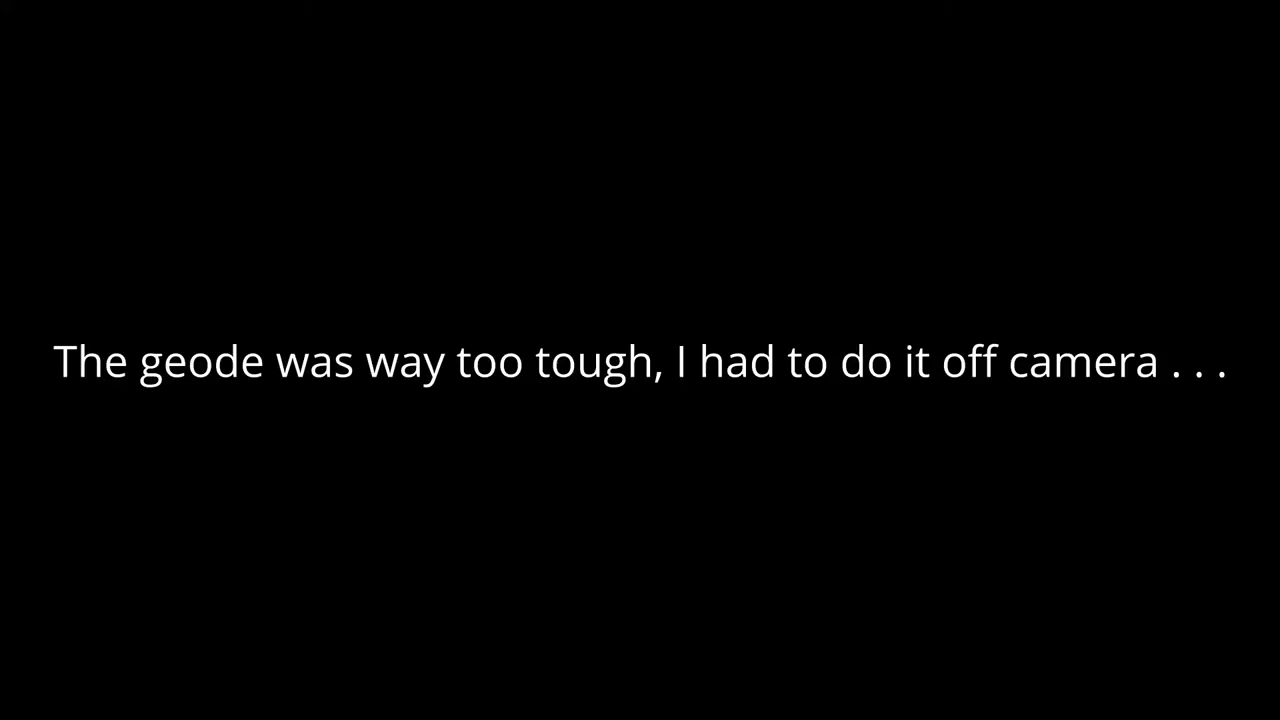 The geode was way too tough, I had to do it off camera . . .